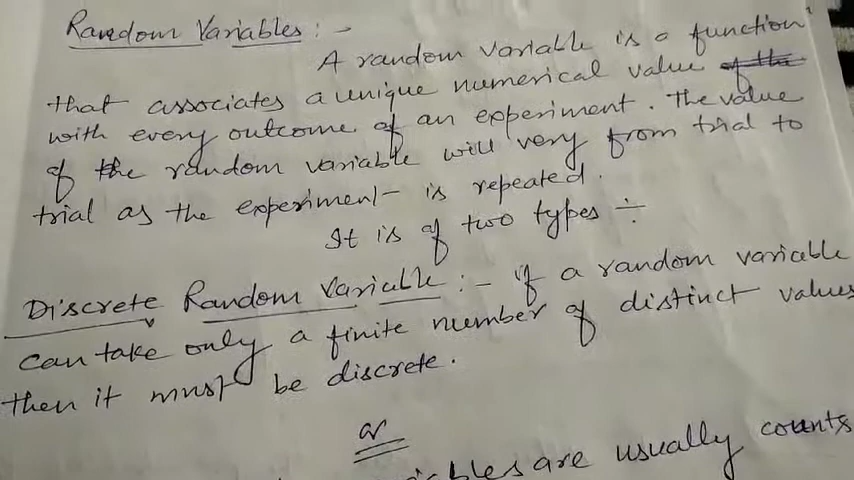 Random Variables :-
A random variable is a function
that associates a unique numerical value
with every outcome of an experiment. The value
of the random variable will very from trial to
trial as the experiment is repeated.
It is of two types ÷
Discrete Random Variable :- if a random variable
can take only a finite number of distinct values
then it must be discrete.
or
are usually counts